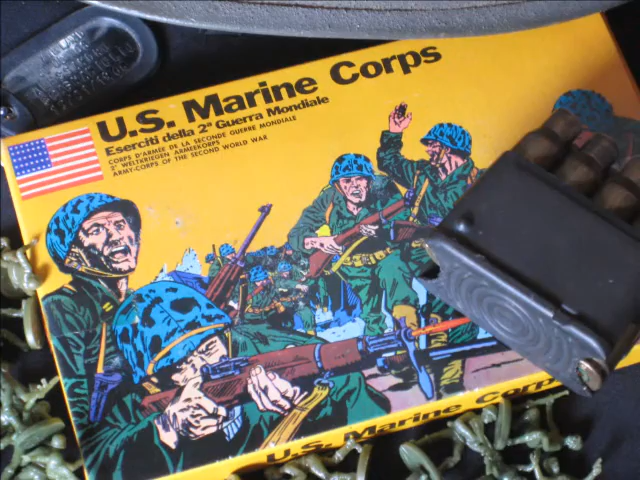 U.S. Marine Corps
Eserciti della 2ª Guerra Mondiale
CORPS D'ARMÉE DE LA SECONDE GUERRE MONDIALE
2° WELTKRIEGEN ARMEEKORPS
ARMY-CORPS OF THE SECOND WORLD WAR
U.S. Marine Corps